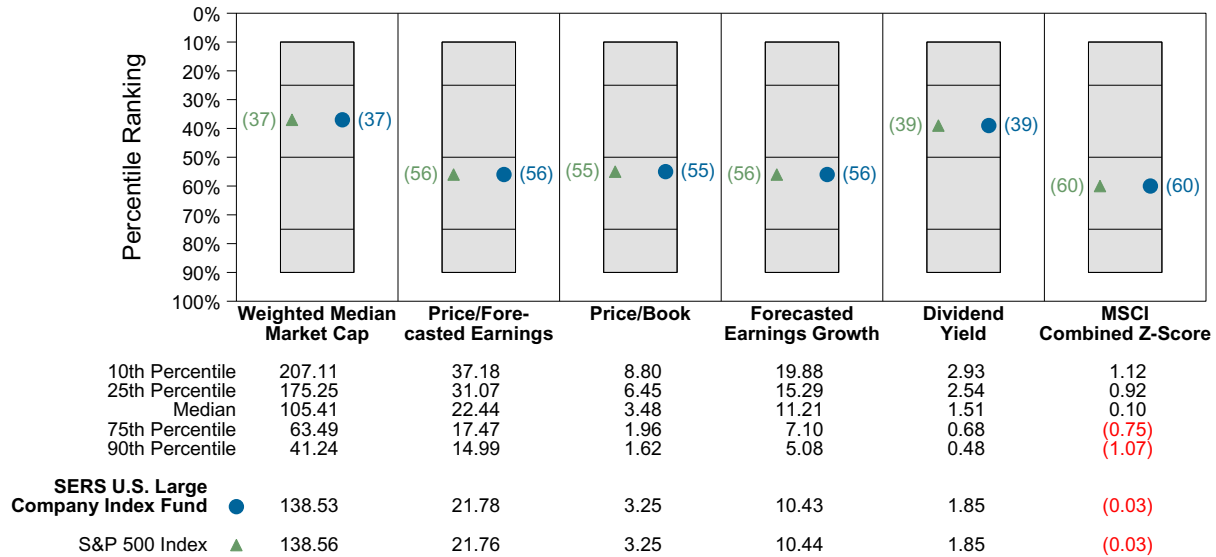 Percentile Ranking
0%
10%
20%
30%
40%
50%
60%
70%
80%
90%
100%
(37) (37)
(56) (56)
(55) (55)
(56) (56)
(39) (39)
(60) (60)
Weighted Median Market Cap
Price/Fore-casted Earnings
Price/Book
Forecasted Earnings Growth
Dividend Yield
MSCI Combined Z-Score
10th Percentile 207.11 37.18 8.80 19.88 2.93 1.12
25th Percentile 175.25 31.07 6.45 15.29 2.54 0.92
Median 105.41 22.44 3.48 11.21 1.51 0.10
75th Percentile 63.49 17.47 1.96 7.10 0.68 (0.75)
90th Percentile 41.24 14.99 1.62 5.08 0.48 (1.07)
SERS U.S. Large
Company Index Fund 138.53 21.78 3.25 10.43 1.85 (0.03)
S&P 500 Index 138.56 21.76 3.25 10.44 1.85 (0.03)